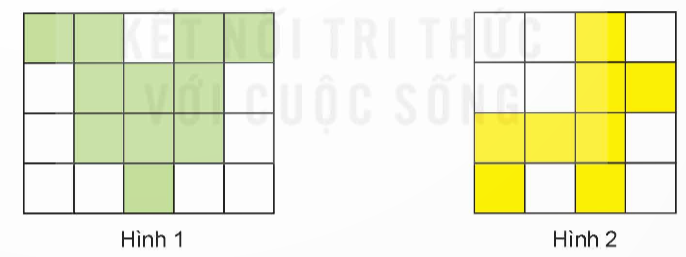 KẾT NỐI TRI THỨC
VỚI CUỘC SỐNG
Hình 1
Hình 2